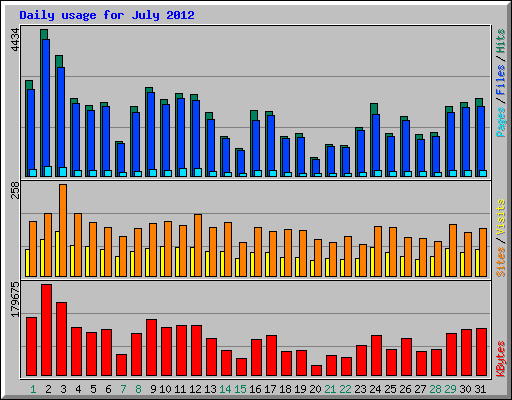 Daily usage for July 2012
4434
Pages / Files / Hits
258
Sites / Visits
179675
KBytes
1 2 3 4 5 6 7 8 9 10 11 12 13 14 15 16 17 18 19 20 21 22 23 24 25 26 27 28 29 30 31